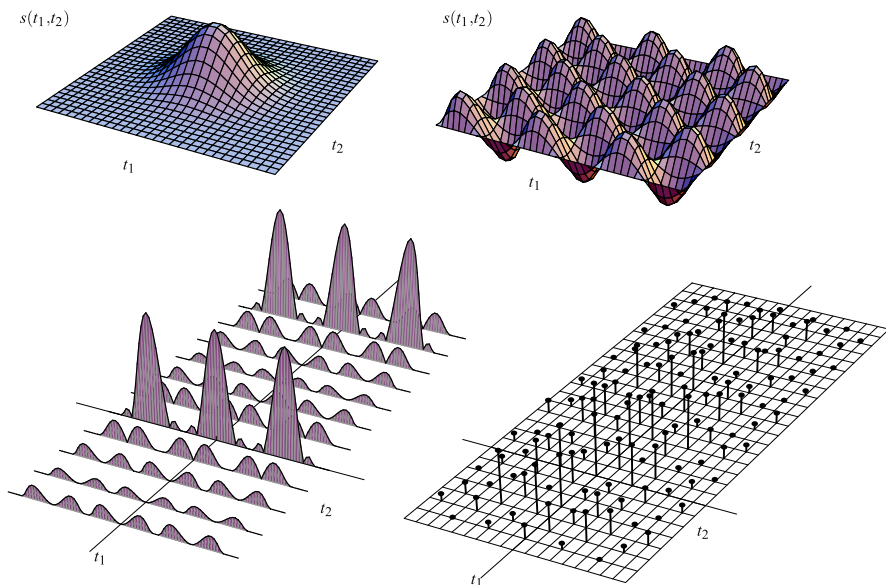 s(t₁,t₂)
s(t₁,t₂)
t₂
t₂
t₁
t₁
t₂
t₂
t₁
t₁